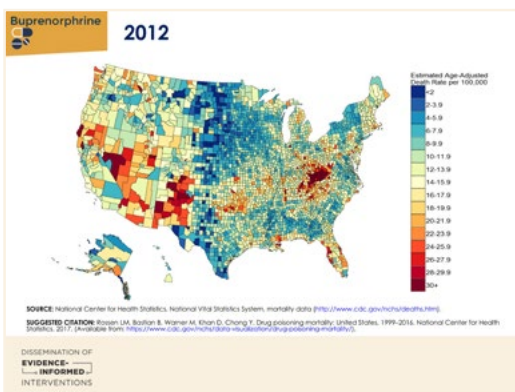 Buprenorphrine
2012
Estimated Age-Adjusted
Death Rate per 100,000
<2
2-3.9
4-5.9
6-7.9
8-9.9
10-11.9
12-13.9
14-15.9
16-17.9
18-19.9
20-21.9
22-23.9
24-25.9
26-27.9
28-29.9
30+
SOURCE: National Center for Health Statistics, National Vital Statistics System, mortality data (http://www.cdc.gov/nchs/deaths.htm).
SUGGESTED CITATION: Rossen LM, Bastian B, Warner M, Khan D, Chong Y. Drug poisoning mortality: United States, 1999–2016. National Center for Health
Statistics. 2017. (Available from: https://www.cdc.gov/nchs/data-visualization/drug-poisoning-mortality/).
DISSEMINATION OF
EVIDENCE-
INFORMED
INTERVENTIONS